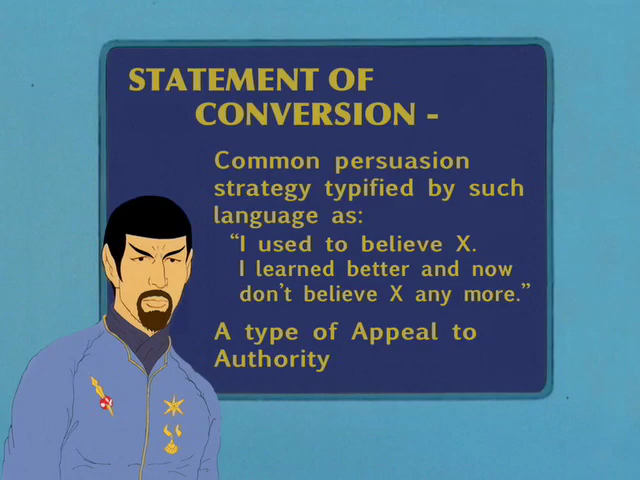 STATEMENT OF
CONVERSION -
Common persuasion
strategy typified by such
language as:
“I used to believe X.
I learned better and now
don’t believe X any more.”
A type of Appeal to
Authority